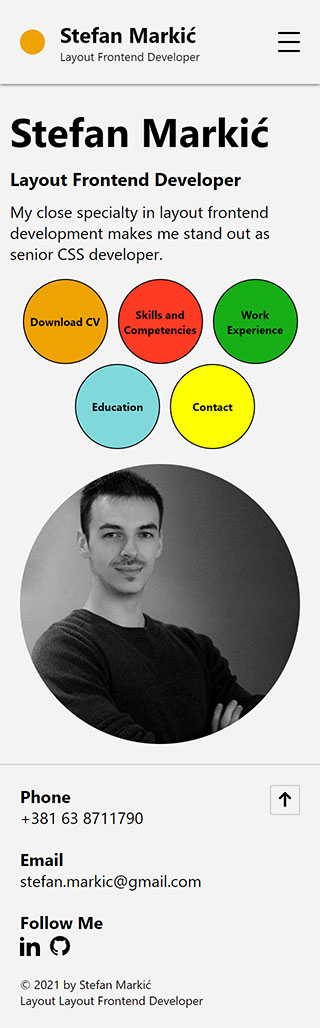 Stefan Markić
Layout Frontend Developer
Stefan Markić
Layout Frontend Developer
My close specialty in layout frontend
development makes me stand out as
senior CSS developer.
Download CV
Skills and
Competencies
Work
Experience
Education
Contact
Phone
+381 63 8711790
Email
stefan.markic@gmail.com
Follow Me
in
© 2021 by Stefan Markić
Layout Layout Frontend Developer